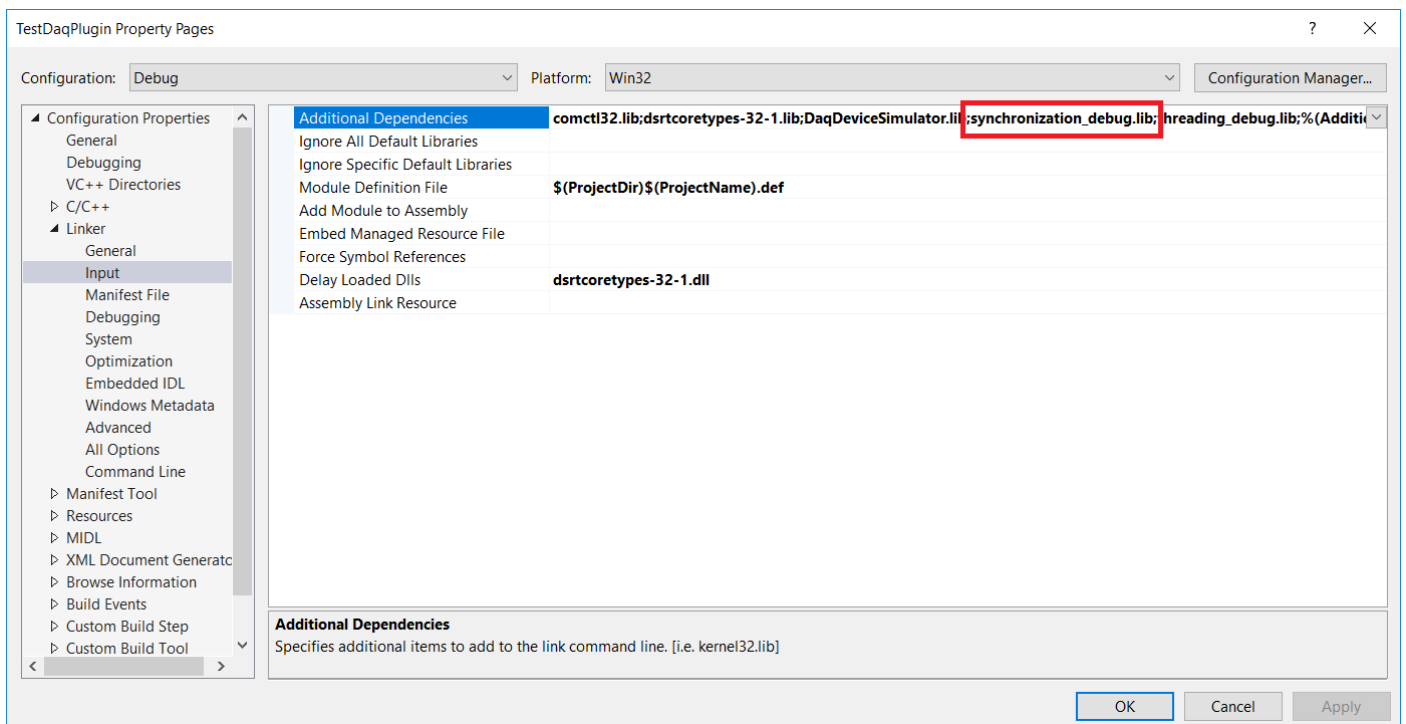 TestDaqPlugin Property Pages
? X
Configuration: Debug Platform: Win32 Configuration Manager...
Configuration Properties
General
Debugging
VC++ Directories
C/C++
Linker
General
Input
Manifest File
Debugging
System
Optimization
Embedded IDL
Windows Metadata
Advanced
All Options
Command Line
Manifest Tool
Resources
MIDL
XML Document Generatc
Browse Information
Build Events
Custom Build Step
Custom Build Tool
Additional Dependencies comctl32.lib;dsrtcoretypes-32-1.lib;DaqDeviceSimulator.lib;synchronization_debug.lib;threading_debug.lib;%(Additi
Ignore All Default Libraries
Ignore Specific Default Libraries
Module Definition File $(ProjectDir)$(ProjectName).def
Add Module to Assembly
Embed Managed Resource File
Force Symbol References
Delay Loaded Dlls dsrtcoretypes-32-1.dll
Assembly Link Resource
Additional Dependencies
Specifies additional items to add to the link command line. [i.e. kernel32.lib]
OK Cancel Apply